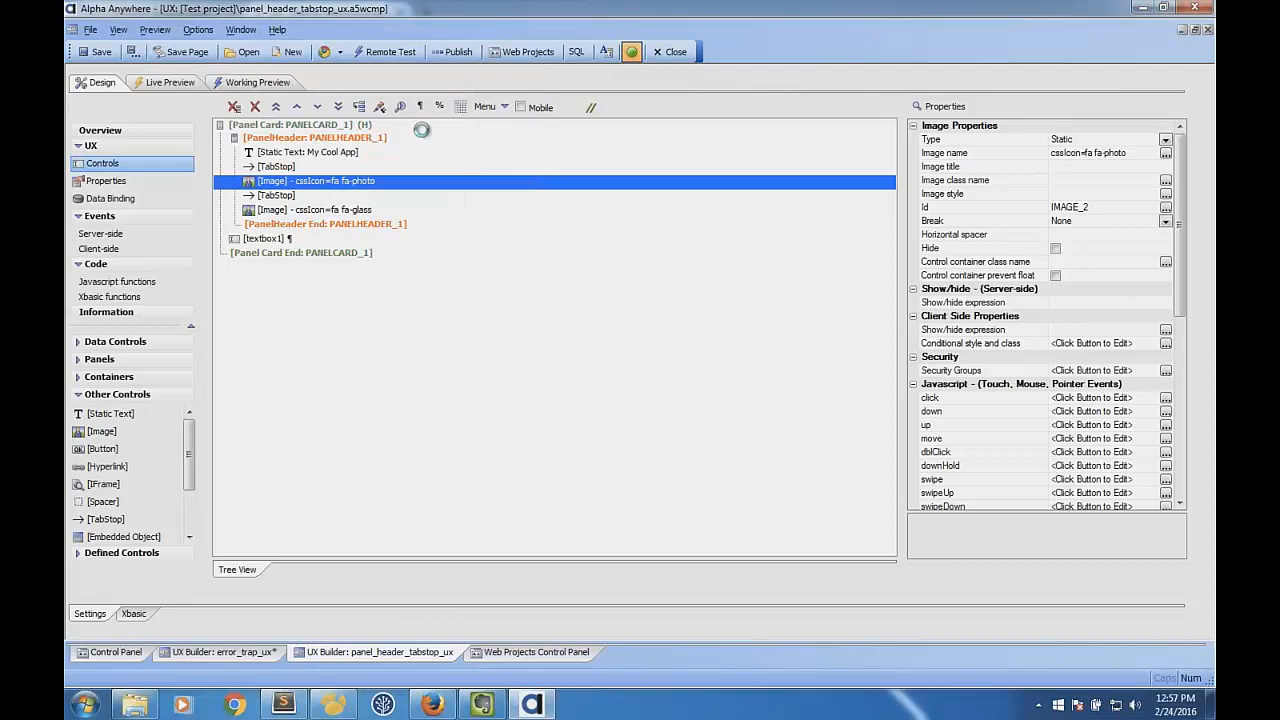 Alpha Anywhere - [UX: [Test project]\panel_header_tabstop_ux.a5wcmp]
File View Preview Options Window Help
Save Save Page Open New Remote Test Publish Web Projects SQL Close
Design Live Preview Working Preview
Menu Mobile
Overview
UX
Controls
Properties
Data Binding
Events
Server-side
Client-side
Code
Javascript functions
Xbasic functions
Information
Data Controls
Panels
Containers
Other Controls
[Static Text]
[Image]
[Button]
[Hyperlink]
[IFrame]
[Spacer]
[TabStop]
[Embedded Object]
Defined Controls
[Panel Card: PANELCARD_1] (H)
[PanelHeader: PANELHEADER_1]
[Static Text: My Cool App]
[TabStop]
[Image] - cssIcon=fa fa-photo
[TabStop]
[Image] - cssIcon=fa fa-glass
[PanelHeader End: PANELHEADER_1]
[textbox1] ¶
[Panel Card End: PANELCARD_1]
Tree View
Properties
Image Properties
Type Static
Image name cssIcon=fa fa-photo
Image title
Image class name
Image style
Id IMAGE_2
Break None
Horizontal spacer
Hide
Control container class name
Control container prevent float
Show/hide - (Server-side)
Show/hide expression
Client Side Properties
Show/hide expression
Conditional style and class <Click Button to Edit>
Security
Security Groups <Click Button to Edit>
Javascript - (Touch, Mouse, Pointer Events)
click <Click Button to Edit>
down <Click Button to Edit>
up <Click Button to Edit>
move <Click Button to Edit>
dblClick <Click Button to Edit>
downHold <Click Button to Edit>
swipe <Click Button to Edit>
swipeUp <Click Button to Edit>
swipeDown <Click Button to Edit>
Settings Xbasic
Control Panel UX Builder: error_trap_ux* UX Builder: panel_header_tabstop_ux Web Projects Control Panel
Caps Num
12:57 PM
2/24/2016